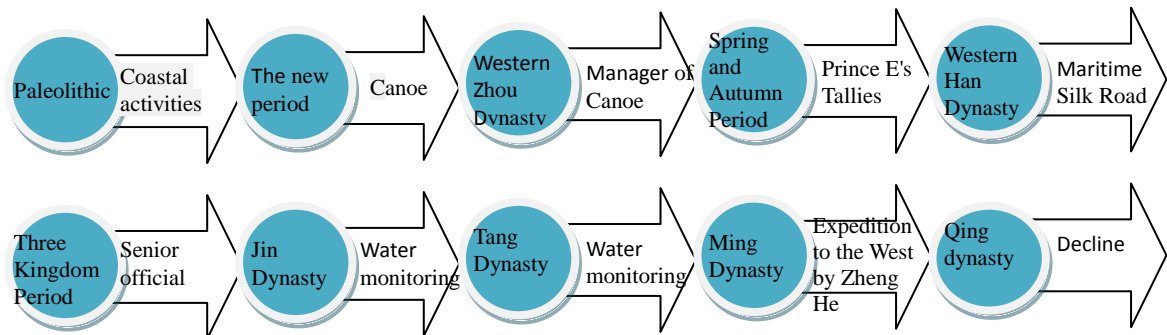 Paleolithic
Coastal
activities
The new
period
Canoe
Western
Zhou
Dynasty
Manager of
Canoe
Spring
and
Autumn
Period
Prince E's
Tallies
Western
Han
Dynasty
Maritime
Silk Road
Three
Kingdom
Period
Senior
official
Jin
Dynasty
Water
monitoring
Tang
Dynasty
Water
monitoring
Ming
Dynasty
Expedition
to the West
by Zheng
He
Qing
dynasty
Decline